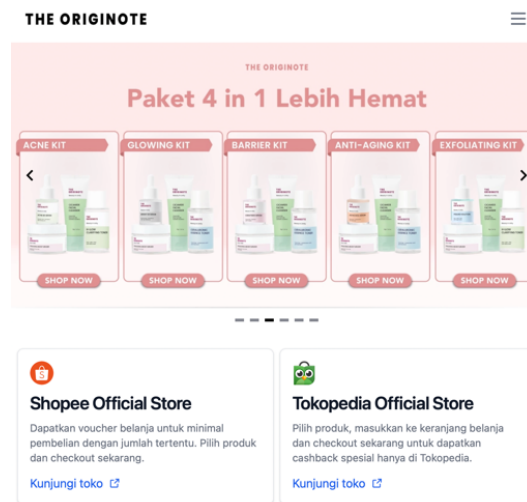 THE ORIGINOTE
THE ORIGINOTE
Paket 4 in 1 Lebih Hemat
ACNE KIT
GLOWING KIT
BARRIER KIT
ANTI-AGING KIT
EXFOLIATING KIT
SHOP NOW
SHOP NOW
SHOP NOW
SHOP NOW
SHOP NOW
Shopee Official Store
Dapatkan voucher belanja untuk minimal
pembelian dengan jumlah tertentu. Pilih produk
dan checkout sekarang.
Kunjungi toko
Tokopedia Official Store
Pilih produk, masukkan ke keranjang belanja
dan checkout sekarang untuk dapatkan
cashback spesial hanya di Tokopedia.
Kunjungi toko